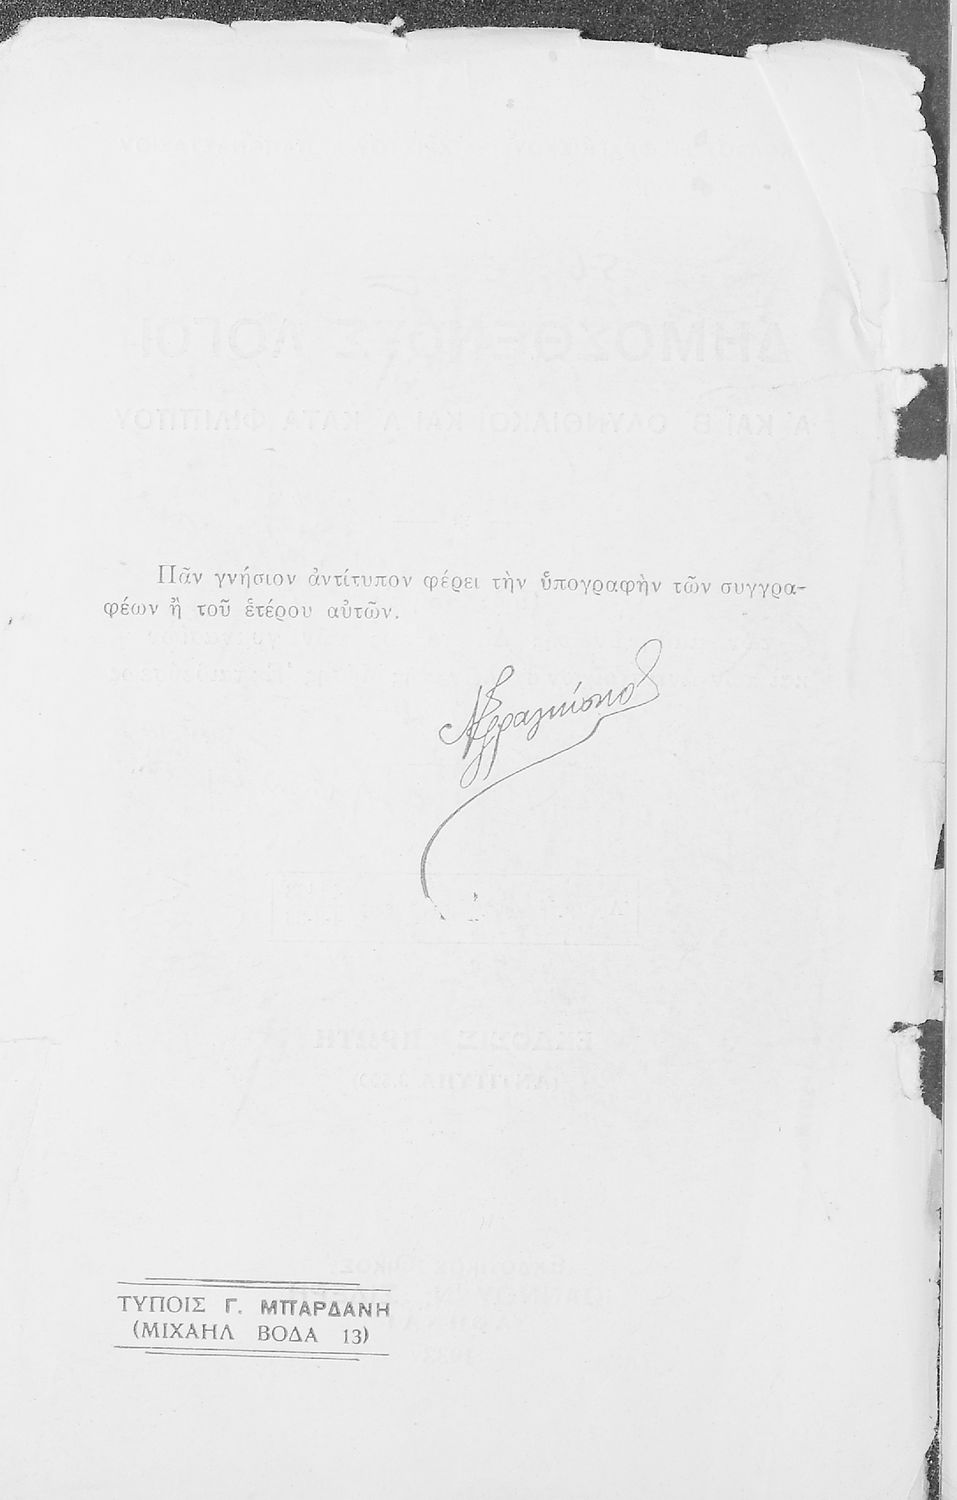 Πᾶν γνήσιον ἀντίτυπον φέρει τὴν ὑπογραφὴν τῶν συγγρα-
φέων ἢ τοῦ ἑτέρου αὐτῶν.
ΤΥΠΟΙΣ Γ. ΜΠΑΡΔΑΝΗ
(ΜΙΧΑΗΛ ΒΟΔΑ 13)